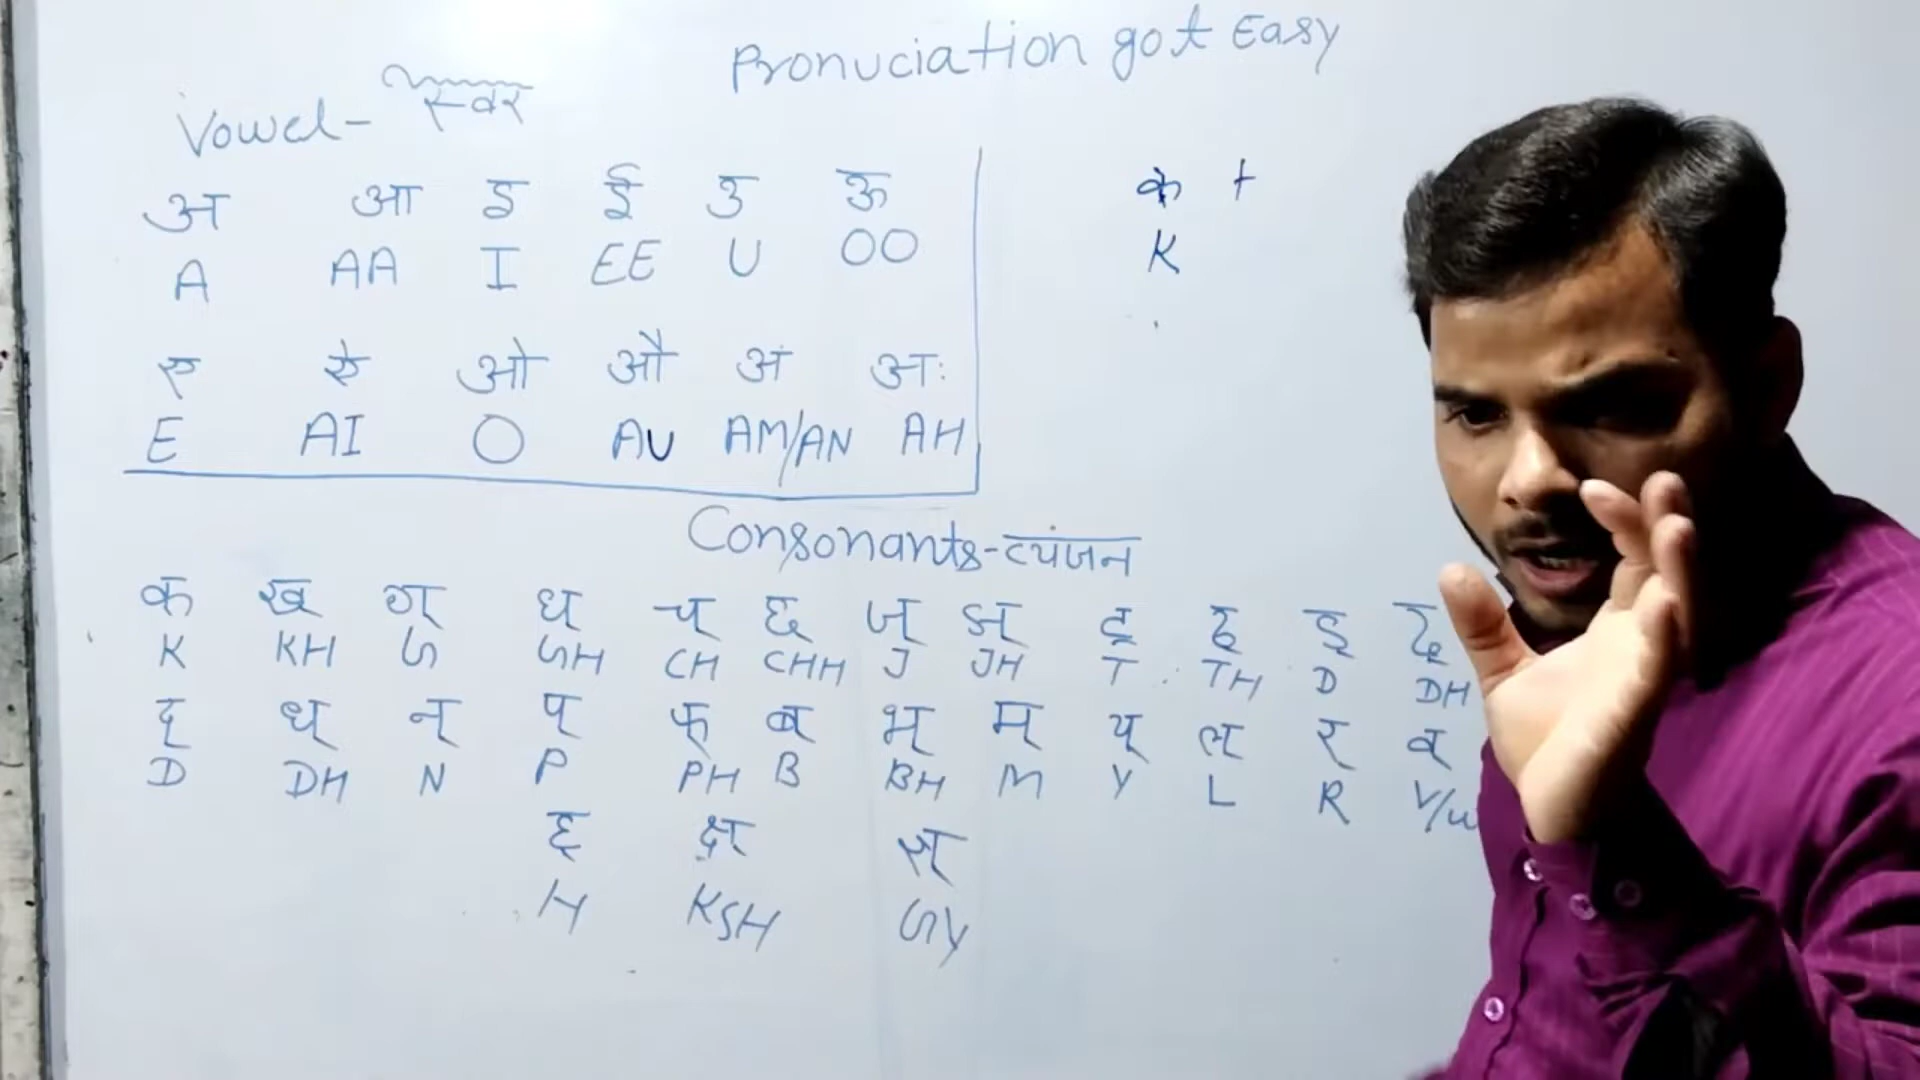 Pronuciation got Easy
Vowel - स्वर
अ आ इ ई उ ऊ
A AA I EE U OO
ए ऐ ओ औ अं अः
E AI O AU AM/AN AH
क +
K
Consonants - व्यंजन
क ख ग् घ च् छ् ज् झ् ट् ठ् ड् ढ्
K KH G GH CH CHH J JH T TH D DH
द् ध् न् प् फ् ब् भ् म् य् ल् र् व्
D DH N P PH B BH M Y L R V/W
ह् क्ष
H KSH GY